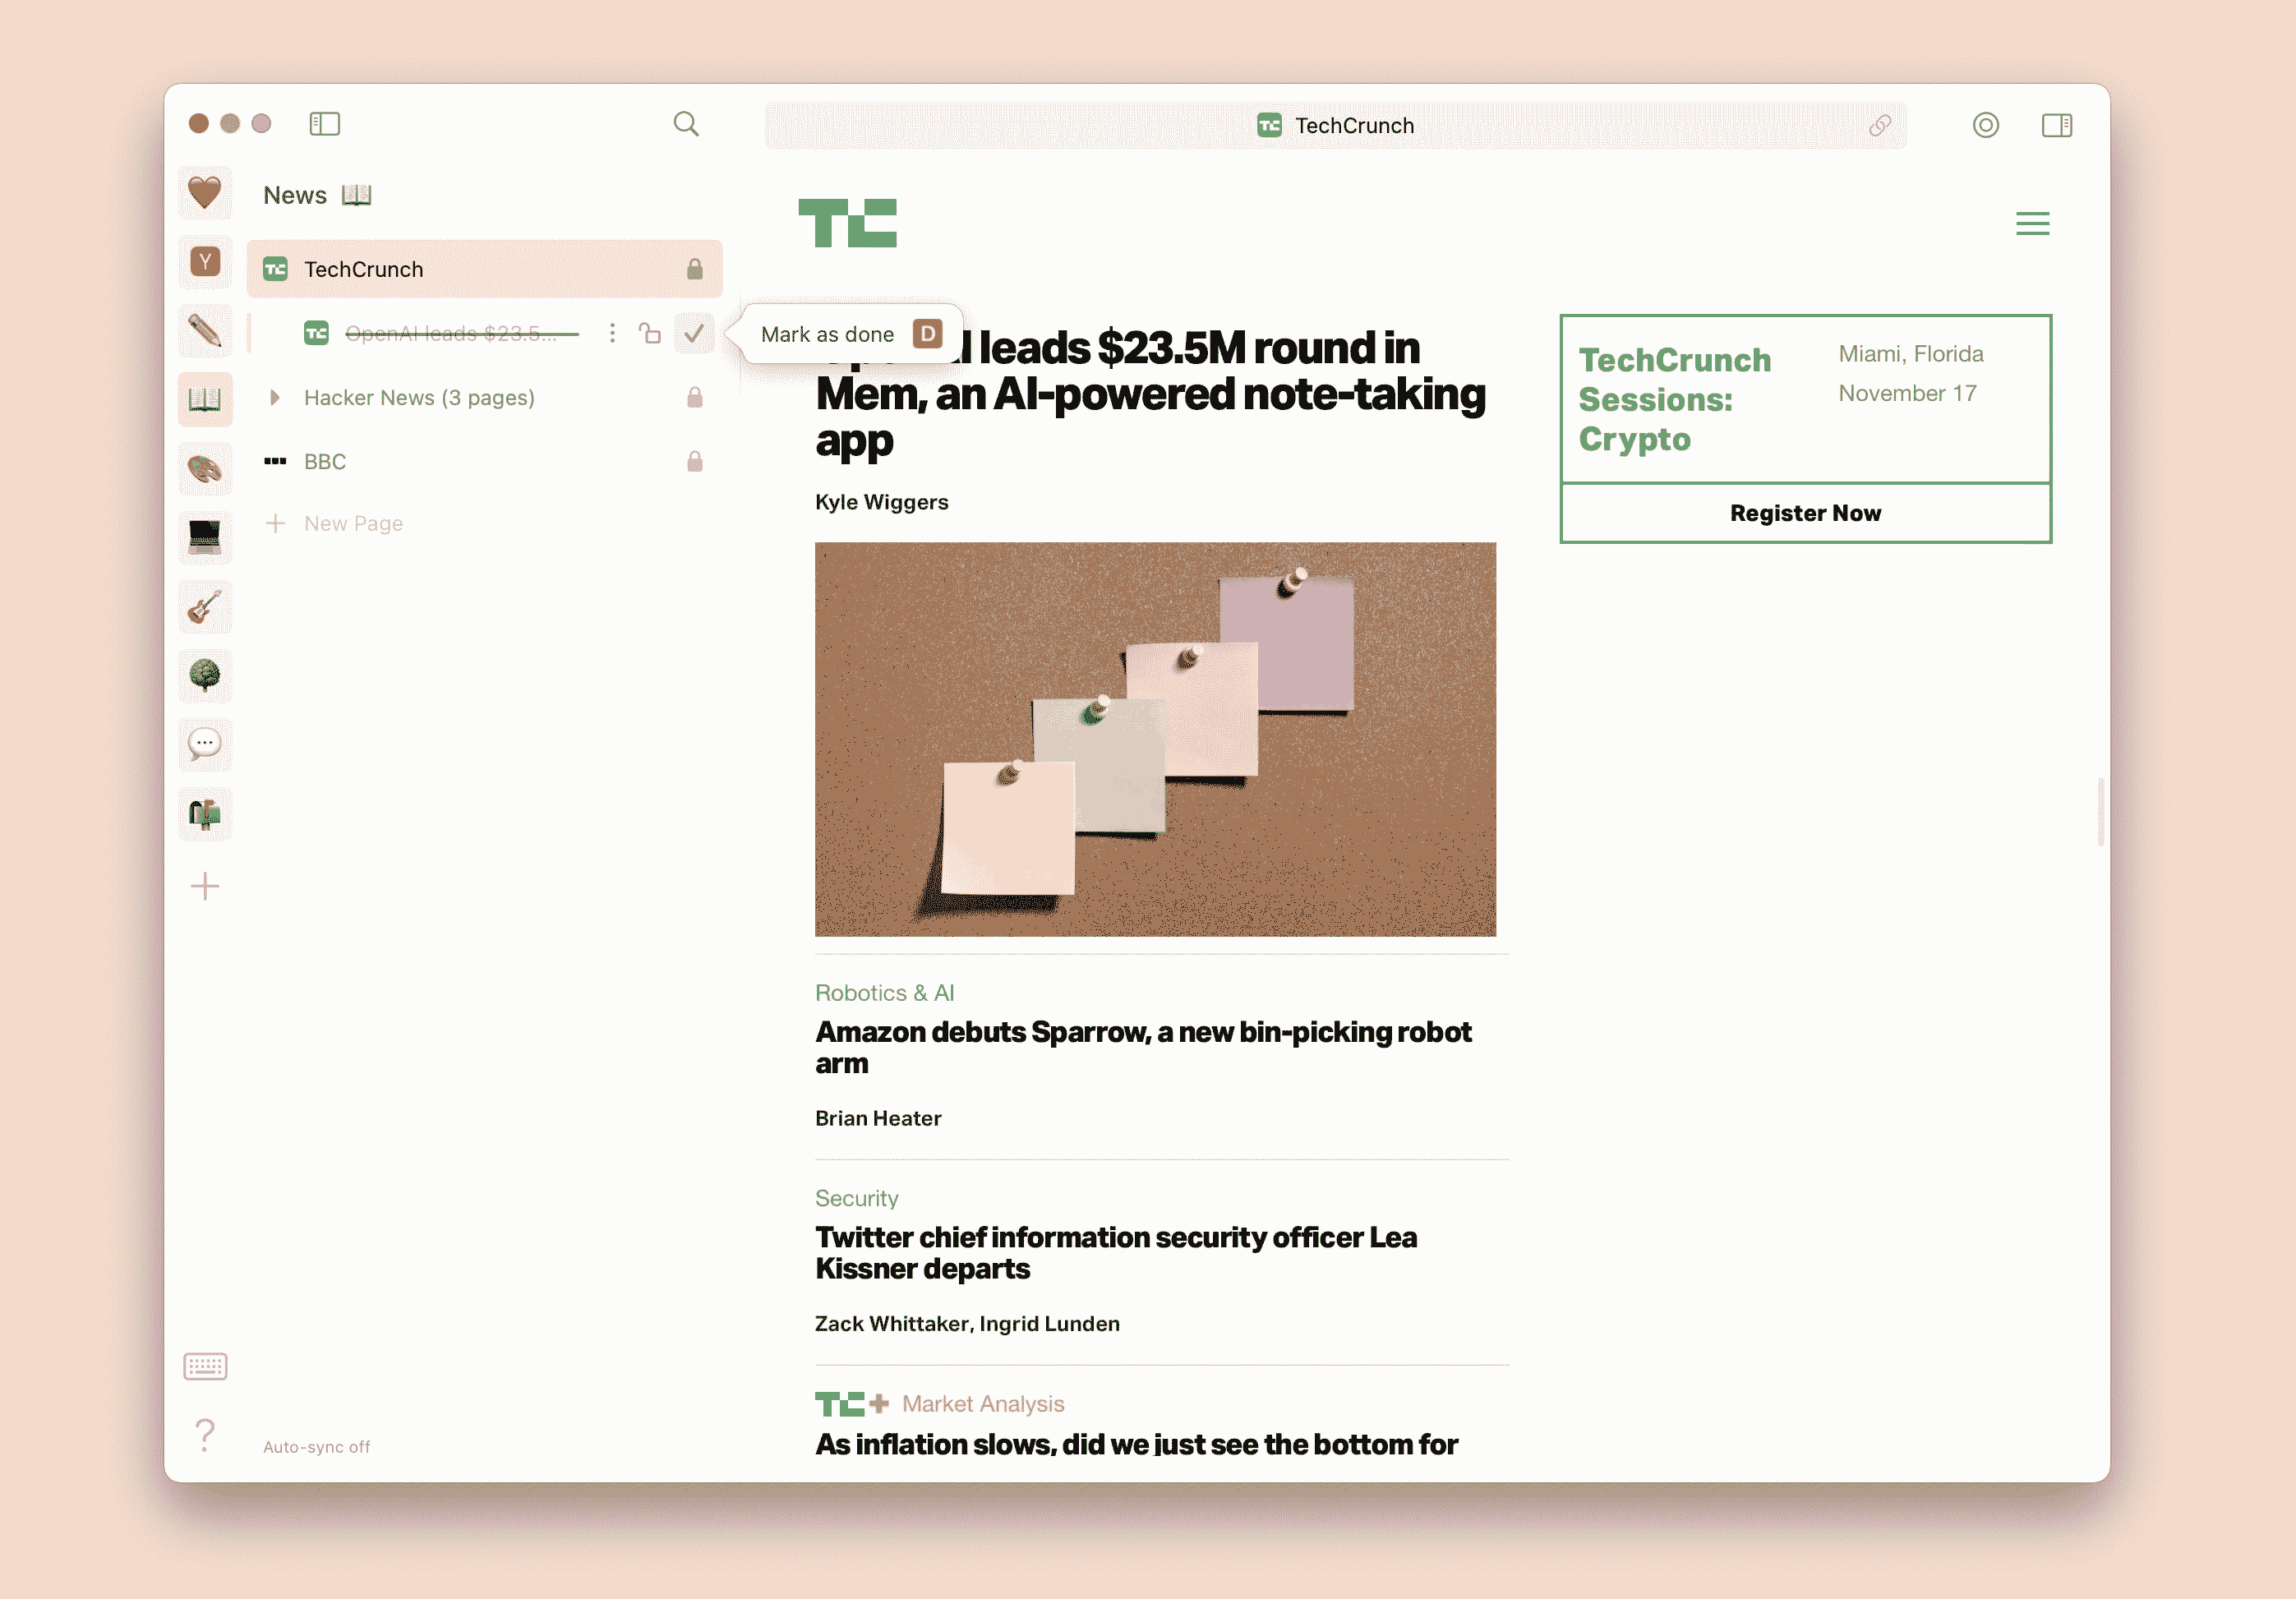 TechCrunch
News
Y
TechCrunch
OpenAI leads $23.5...
Mark as done D
Hacker News (3 pages)
BBC
New Page
Auto-sync off
TC
leads $23.5M round in
Mem, an AI-powered note-taking
app
Kyle Wiggers
TechCrunch
Sessions:
Crypto
Miami, Florida
November 17
Register Now
Robotics & AI
Amazon debuts Sparrow, a new bin-picking robot
arm
Brian Heater
Security
Twitter chief information security officer Lea
Kissner departs
Zack Whittaker, Ingrid Lunden
TC+ Market Analysis
As inflation slows, did we just see the bottom for